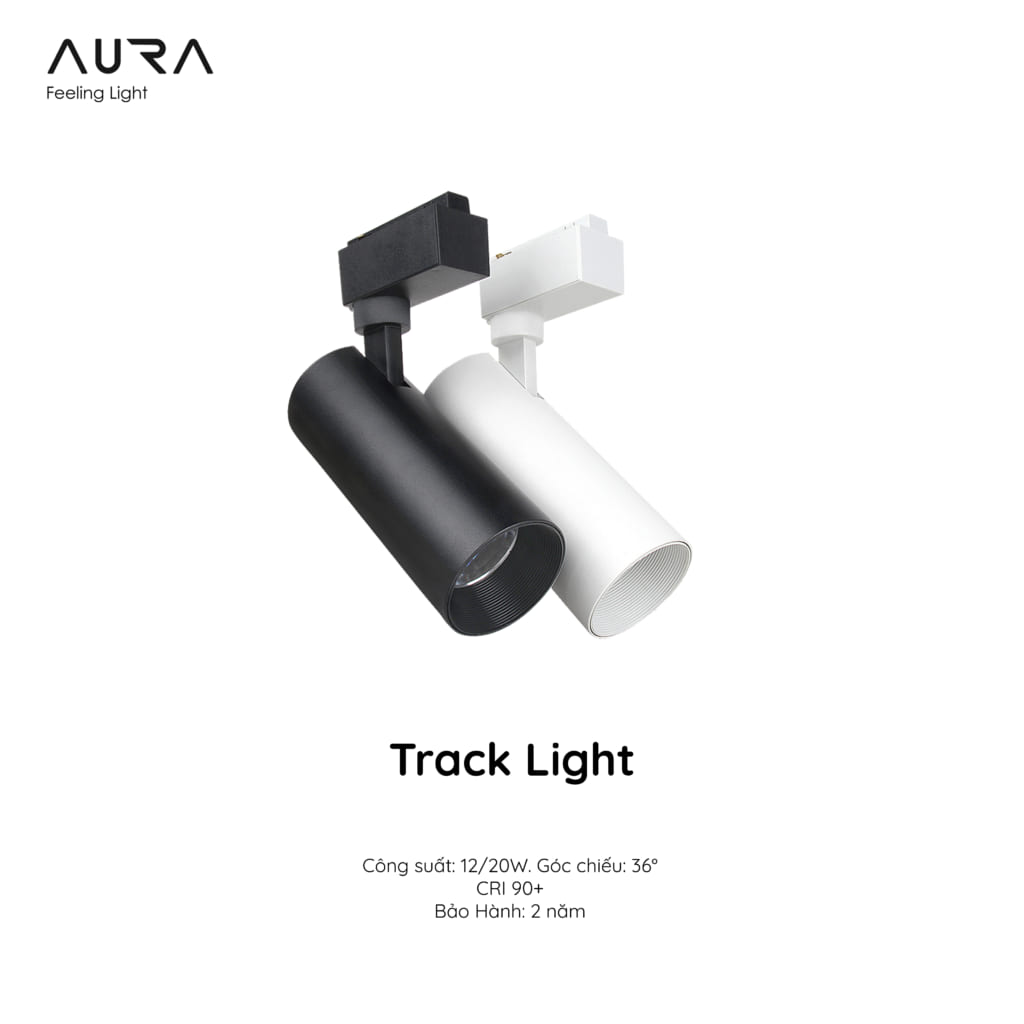 AURA
Feeling Light
Track Light
Công suất: 12/20W. Góc chiếu: 36°
CRI 90+
Bảo Hành: 2 năm